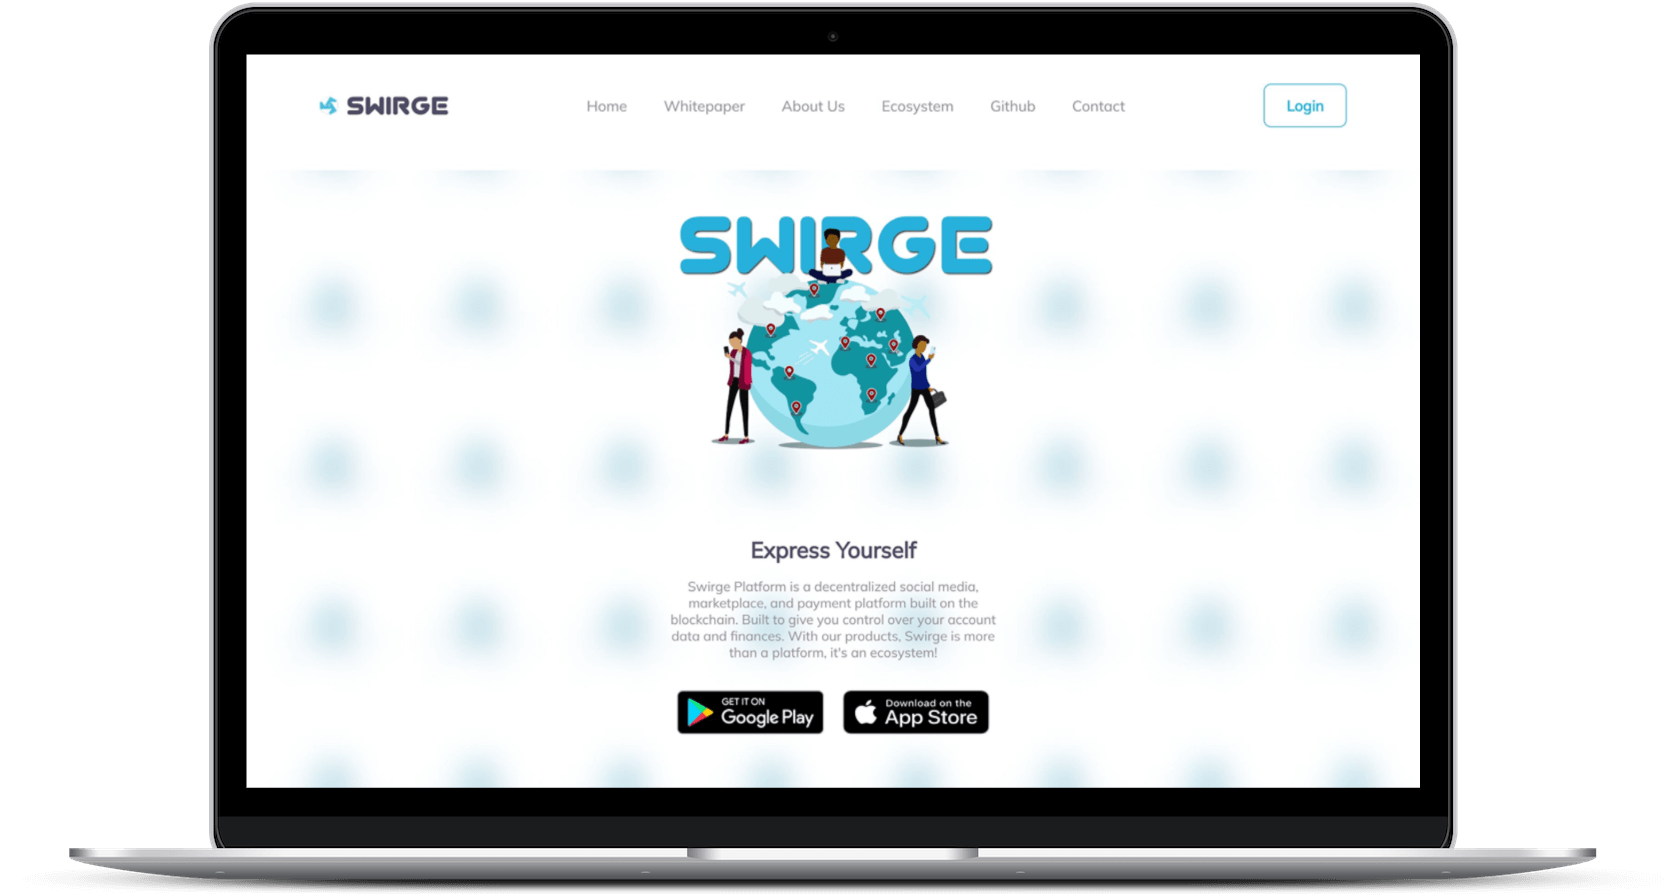 SWIRGE
Home Whitepaper About Us Ecosystem Github Contact
Login
SWIRGE
Express Yourself
Swirge Platform is a decentralized social media,
marketplace, and payment platform built on the
blockchain. Built to give you control over your account
data and finances. With our products, Swirge is more
than a platform, it's an ecosystem!
GET IT ON
Google Play
Download on the
App Store